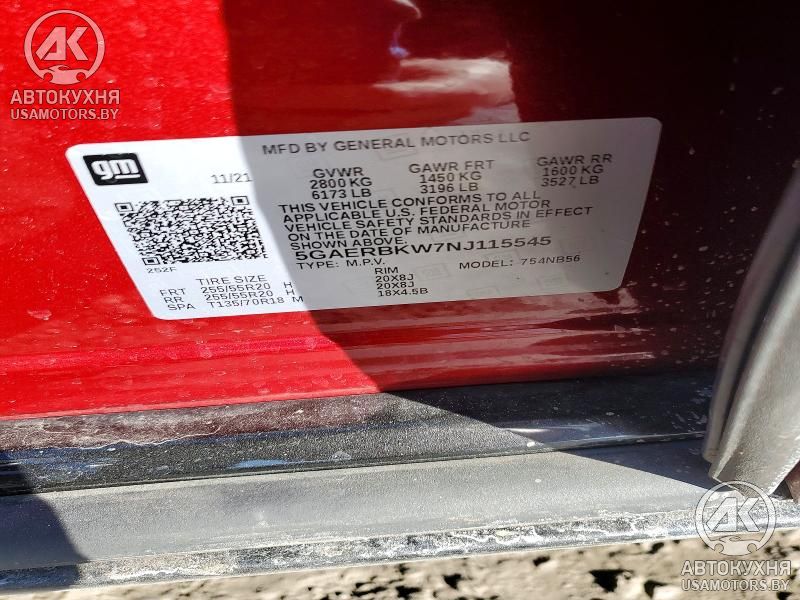 АК
АВТОКУХНЯ
USAMOTORS.BY
MFD BY GENERAL MOTORS LLC
gm
11/21
GVWR GAWR FRT GAWR RR
2800 KG 1450 KG 1600 KG
6173 LB 3196 LB 3527 LB
THIS VEHICLE CONFORMS TO ALL
APPLICABLE U.S. FEDERAL MOTOR
VEHICLE SAFETY STANDARDS IN EFFECT
ON THE DATE OF MANUFACTURE
SHOWN ABOVE.
5GAERBKW7NJ115545
252F
TYPE: M.P.V. MODEL: 754NB56
TIRE SIZE RIM
FRT 255/55R20 H 20X8J
RR 255/55R20 H 20X8J
SPA T135/70R18 M 18X4.5B
АК
АВТОКУХНЯ
USAMOTORS.BY